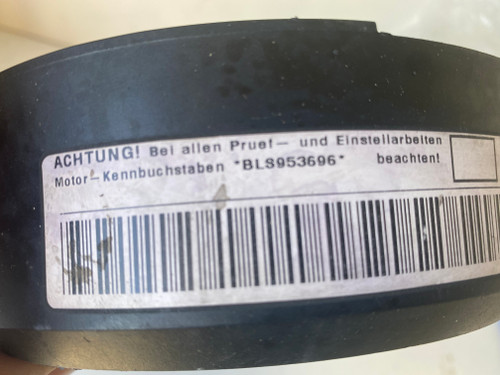 ACHTUNG! Bei allen Pruef- und Einstellarbeiten
Motor-Kennbuchstaben *BLS953696* beachten!